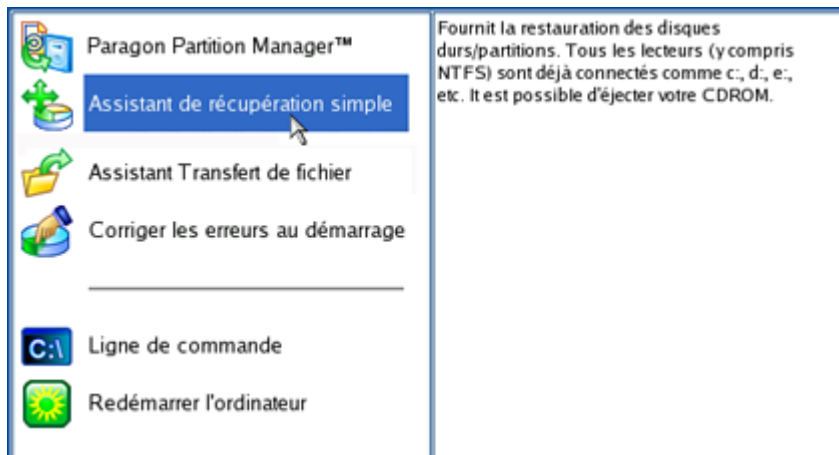 Paragon Partition Manager™
Assistant de récupération simple
Assistant Transfert de fichier
Corriger les erreurs au démarrage
C:\
Ligne de commande
Redémarrer l'ordinateur
Fournit la restauration des disques
durs/partitions. Tous les lecteurs (y compris
NTFS) sont déjà connectés comme c:, d:, e:,
etc. It est possible d'éjecter votre CDROM.